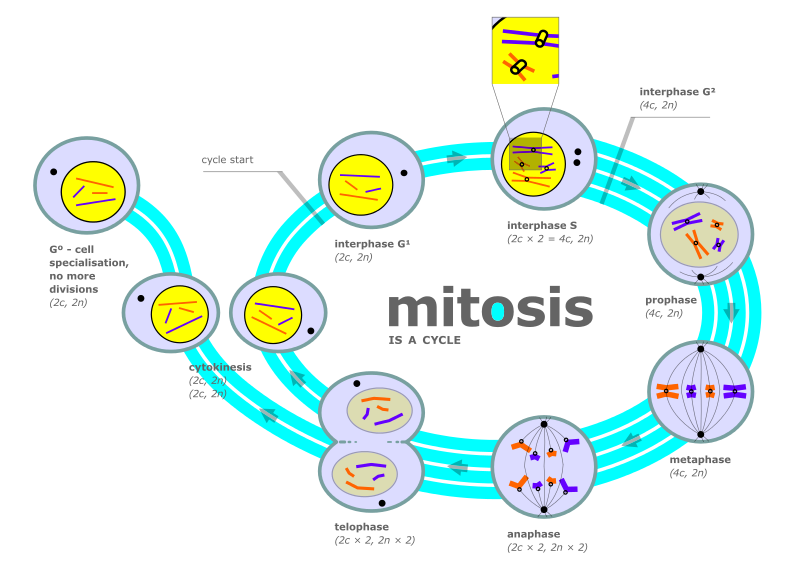 interphase G²
(4c, 2n)
cycle start
interphase S
(2c × 2 = 4c, 2n)
interphase G¹
(2c, 2n)
G⁰ - cell
specialisation,
no more
divisions
(2c, 2n)
prophase
(4c, 2n)
mitosis
IS A CYCLE
cytokinesis
(2c, 2n)
(2c, 2n)
metaphase
(4c, 2n)
telophase
(2c × 2, 2n × 2)
anaphase
(2c × 2, 2n × 2)